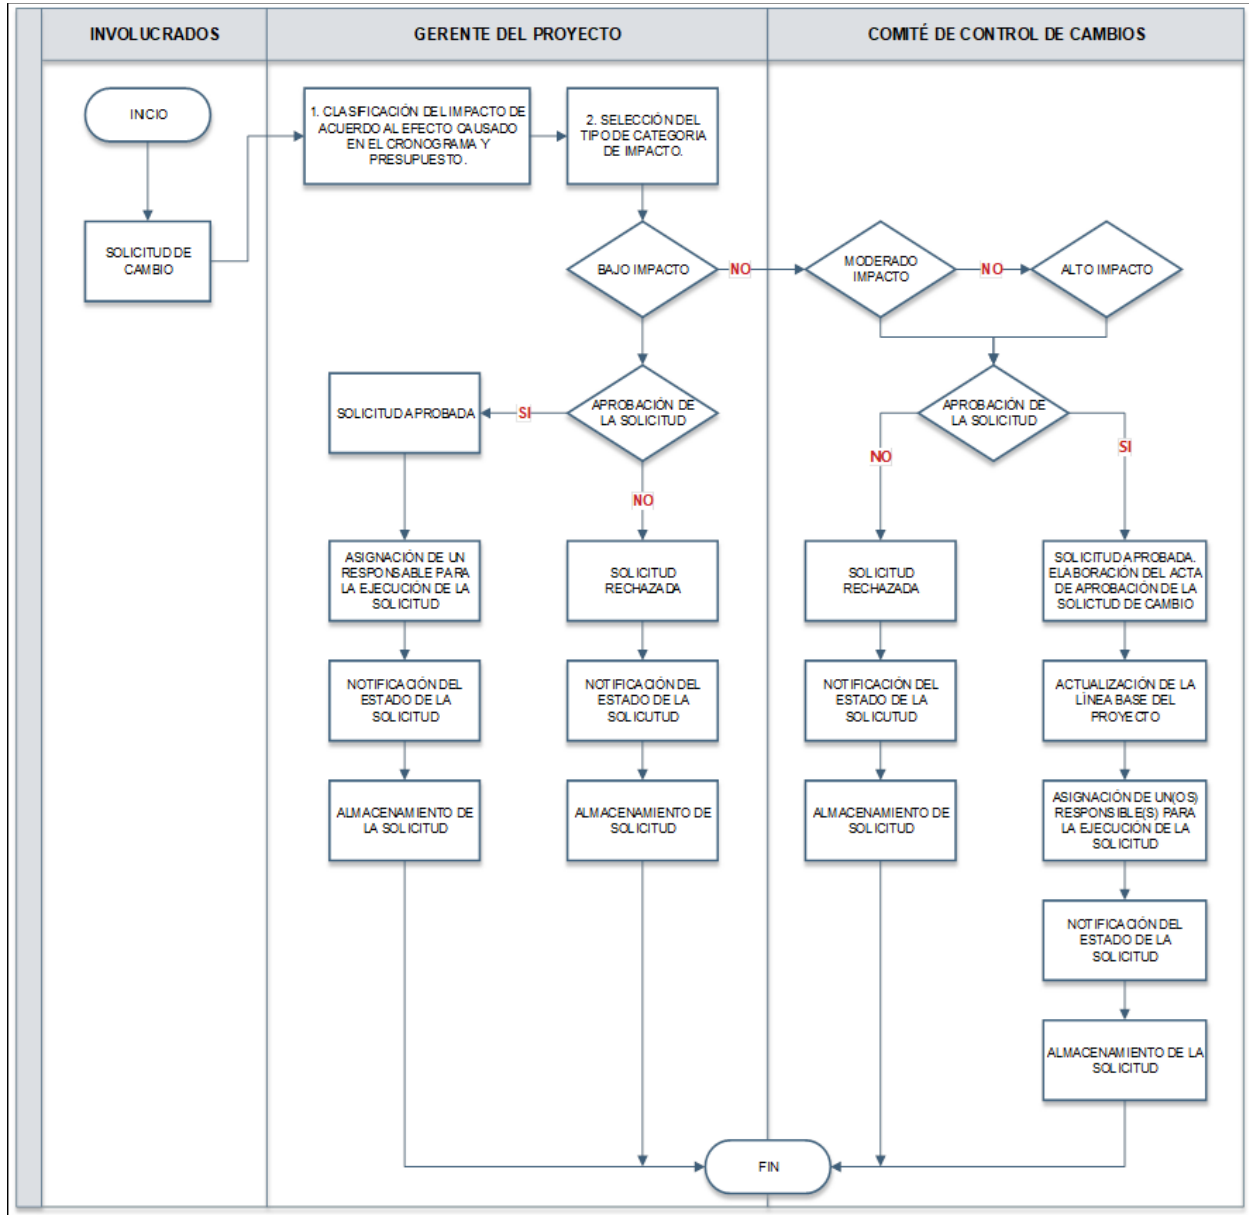 INVOLUCRADOS
GERENTE DEL PROYECTO
COMITÉ DE CONTROL DE CAMBIOS
INICIO
1. CLASIFICACIÓN DEL IMPACTO DE
ACUERDO AL EFECTO CAUSADO
EN EL CRONOGRAMA Y
PRESUPUESTO.
2. SELECCIÓN DEL
TIPO DE CATEGORIA
DE IMPACTO.
SOLICITUD DE
CAMBIO
BAJO IMPACTO
NO
MODERADO
IMPACTO
NO
ALTO IMPACTO
SOLICITUD APROBADA
SI
APROBACIÓN DE
LA SOLICITUD
APROBACIÓN DE
LA SOLICITUD
NO
SI
NO
ASIGNACIÓN DE UN
RESPONSABLE PARA
LA EJECUCIÓN DE LA
SOLICITUD
SOLICITUD
RECHAZADA
SOLICITUD
RECHAZADA
SOLICITUD APROBADA.
ELABORACIÓN DEL ACTA
DE APROBACIÓN DE LA
SOLICTUD DE CAMBIO
NOTIFICACIÓN DEL
ESTADO DE LA
SOLICITUD
NOTIFICACIÓN DEL
ESTADO DE LA
SOLICUTUD
NOTIFICACIÓN DEL
ESTADO DE LA
SOLICUTUD
ACTUALIZACIÓN DE LA
LÍNEA BASE DEL
PROYECTO
ALMACENAMIENTO DE
LA SOLICITUD
ALMACENAMIENTO DE
SOLICITUD
ALMACENAMIENTO DE
SOLICITUD
ASIGNACIÓN DE UN(OS)
RESPONSIBLE(S) PARA
LA EJECUCIÓN DE LA
SOLICITUD
NOTIFICACIÓN DEL
ESTADO DE LA
SOLICITUD
ALMACENAMIENTO DE LA
SOLICITUD
FIN